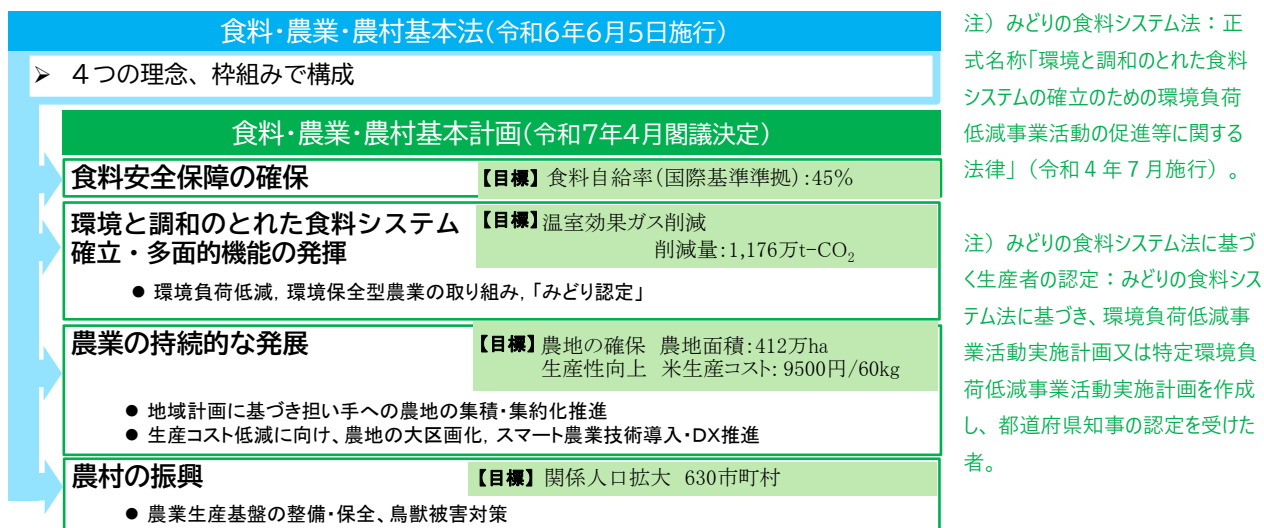 食料・農業・農村基本法(令和6年6月5日施行)
➢ 4つの理念、枠組みで構成
食料・農業・農村基本計画(令和7年4月閣議決定)
食料安全保障の確保
【目標】食料自給率(国際基準準拠):45%
環境と調和のとれた食料システム
確立・多面的機能の発揮
【目標】温室効果ガス削減
削減量:1,176万t-CO₂
● 環境負荷低減,環境保全型農業の取り組み,「みどり認定」
農業の持続的な発展
【目標】農地の確保 農地面積:412万ha
生産性向上 米生産コスト:9500円/60kg
● 地域計画に基づき担い手への農地の集積・集約化推進
● 生産コスト低減に向け、農地の大区画化,スマート農業技術導入・DX推進
農村の振興
【目標】関係人口拡大 630市町村
● 農業生産基盤の整備・保全、鳥獣被害対策
注)みどりの食料システム法:正
式名称「環境と調和のとれた食料
システムの確立のための環境負荷
低減事業活動の促進等に関する
法律」(令和4年7月施行)。
注)みどりの食料システム法に基づ
く生産者の認定:みどりの食料シス
テム法に基づき、環境負荷低減事
業活動実施計画又は特定環境負
荷低減事業活動実施計画を作成
し、都道府県知事の認定を受けた
者。